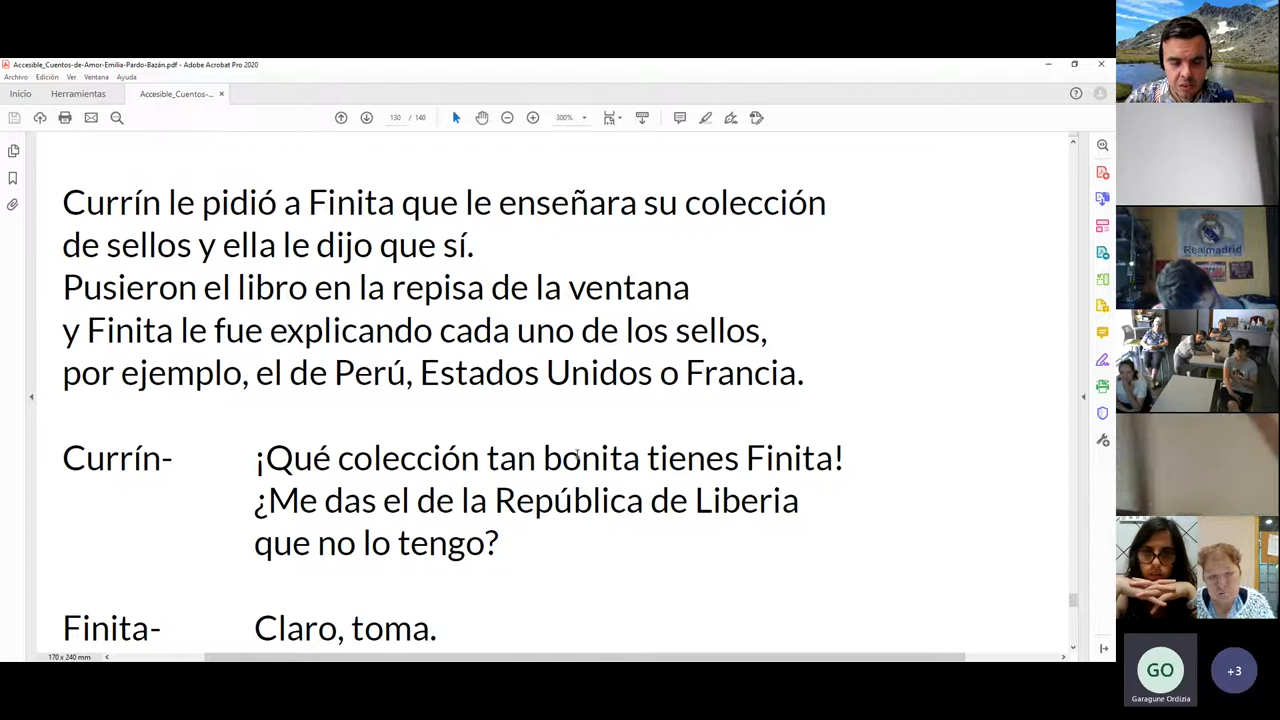 Accesible_Cuentos-de-Amor-Emilia-Pardo-Bazán.pdf - Adobe Acrobat Pro 2020
Archivo Edición Ver Ventana Ayuda
Inicio Herramientas Accesible_Cuentos-... ×
130 / 140 300%
Currín le pidió a Finita que le enseñara su colección
de sellos y ella le dijo que sí.
Pusieron el libro en la repisa de la ventana
y Finita le fue explicando cada uno de los sellos,
por ejemplo, el de Perú, Estados Unidos o Francia.
Currín- ¡Qué colección tan bonita tienes Finita!
¿Me das el de la República de Liberia
que no lo tengo?
Finita- Claro, toma.
170 x 240 mm
Realmadrid
GO
Garagune Ordizia
+3